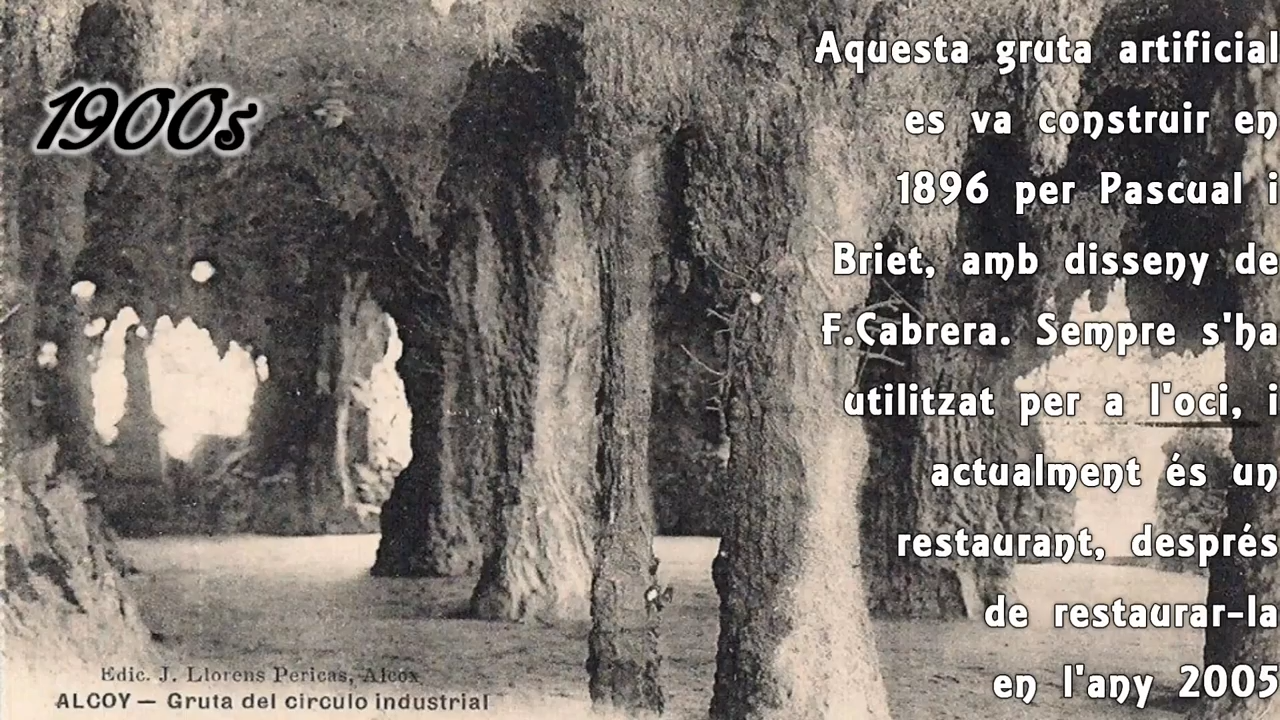 1900s
Aquesta gruta artificial
es va construir en
1896 per Pascual i
Briet, amb disseny de
F.Cabrera. Sempre s'ha
utilitzat per a l'oci, i
actualment és un
restaurant, després
de restaurar-la
en l'any 2005
Edic. J. Llorens Pericas, Alcoy
ALCOY — Gruta del circulo industrial